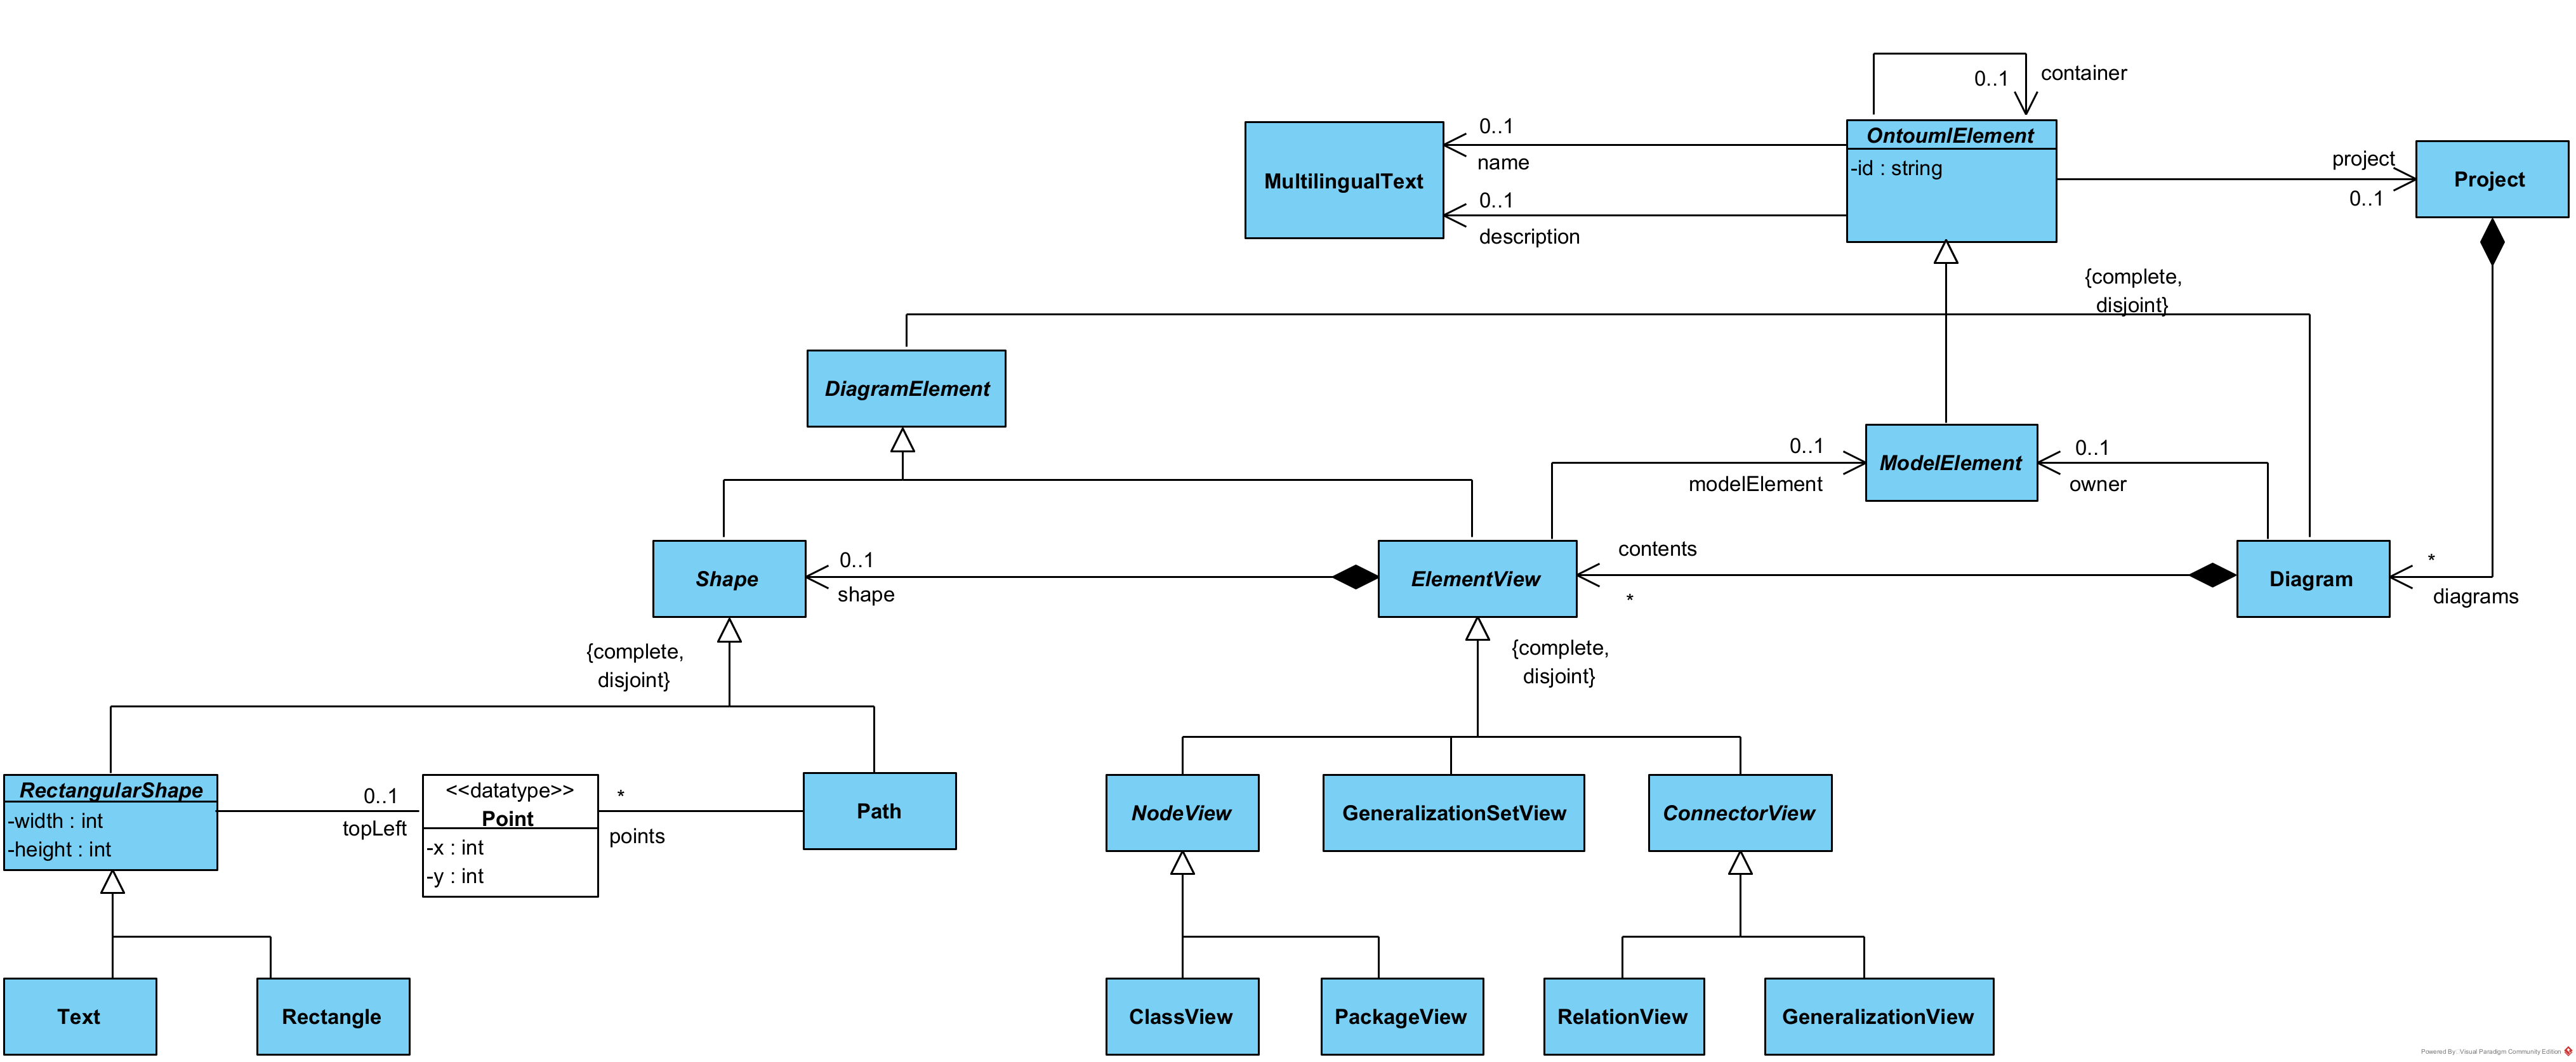 0..1
container
0..1
name
MultilingualText
0..1
description
OntoumlElement
-id : string
project
0..1
Project
{complete,
disjoint}
DiagramElement
0..1
modelElement
ModelElement
0..1
owner
Shape
0..1
shape
ElementView
contents
*
Diagram
*
diagrams
{complete,
disjoint}
{complete,
disjoint}
RectangularShape
-width : int
-height : int
0..1
topLeft
<<datatype>>
Point
-x : int
-y : int
*
points
Path
NodeView
GeneralizationSetView
ConnectorView
Text
Rectangle
ClassView
PackageView
RelationView
GeneralizationView
Powered By: Visual Paradigm Community Edition